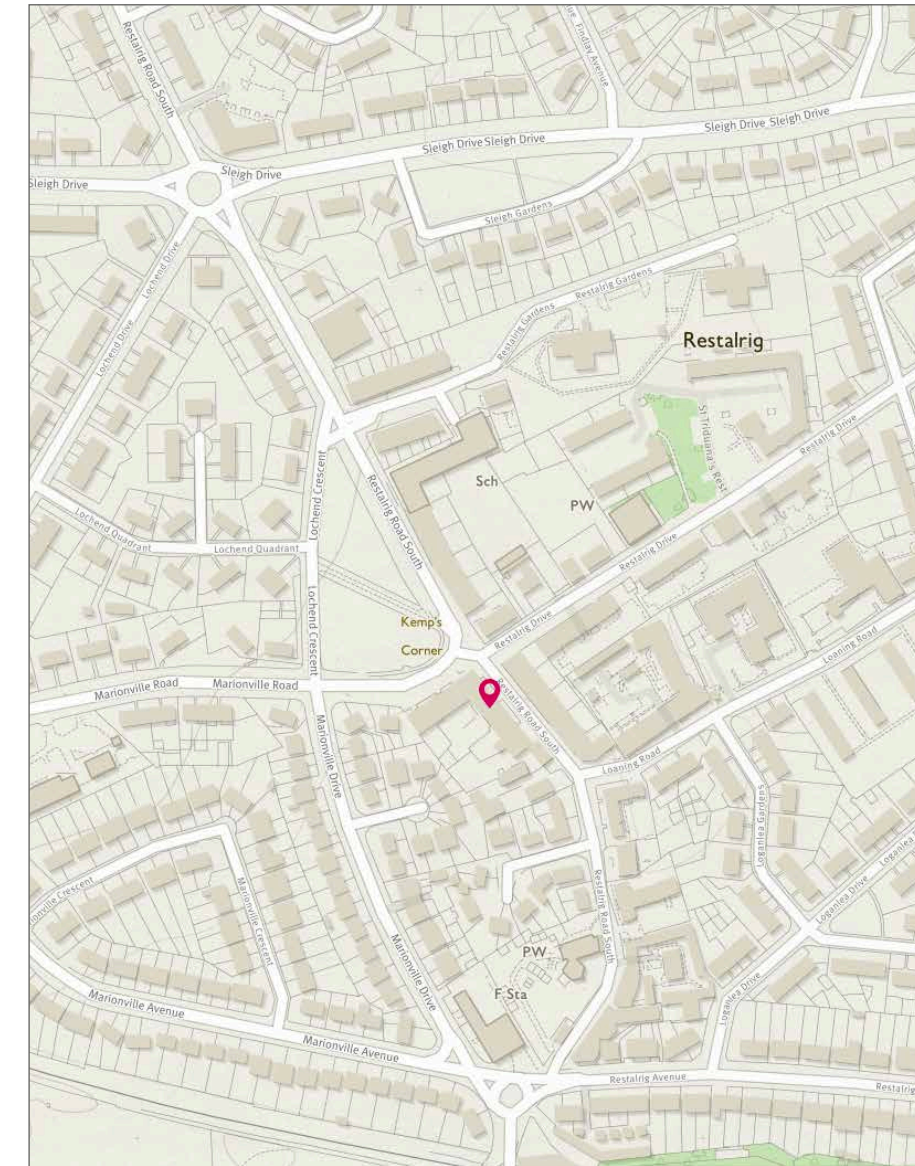 Restalrig Road South
Findlay Avenue
Sleigh Drive Sleigh Drive
Sleigh Drive Sleigh Drive
Sleigh Drive
Sleigh Drive
Sleigh Gardens
Lochend Drive
Lochend Drive
Restalrig Gardens
Restalrig Gardens
Restalrig
Restalrig Drive
St Triduana's Rest
Lochend Crescent
Restalrig Road South
Sch
PW
Lochend Quadrant
Lochend Quadrant
Restalrig Drive
Lochend Crescent
Kemp's
Corner
Restalrig Drive
Loaning Road
Marionville Road
Marionville Road
Restalrig Road South
Marionville Drive
Loaning Road
Loganlea Gardens
Loganlea
Marionville Crescent
Restalrig Road South
Loganlea Drive
PW
F Sta
Marionville Drive
Loganlea Drive
Marionville Avenue
Marionville Avenue
Restalrig Avenue
Restalrig